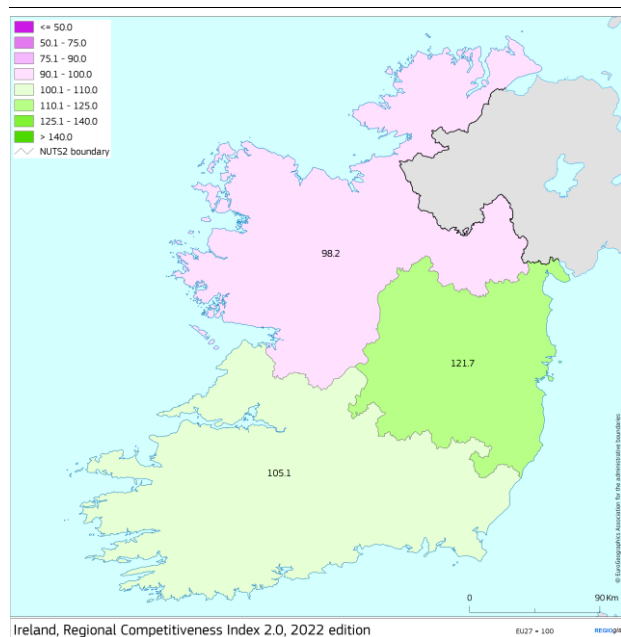 <= 50.0
50.1 - 75.0
75.1 - 90.0
90.1 - 100.0
100.1 - 110.0
110.1 - 125.0
125.1 - 140.0
> 140.0
NUTS2 boundary
98.2
121.7
105.1
© EuroGeographics Association for the administrative boundaries
0 90 Km
Ireland, Regional Competitiveness Index 2.0, 2022 edition
EU27 = 100
REGIOgis